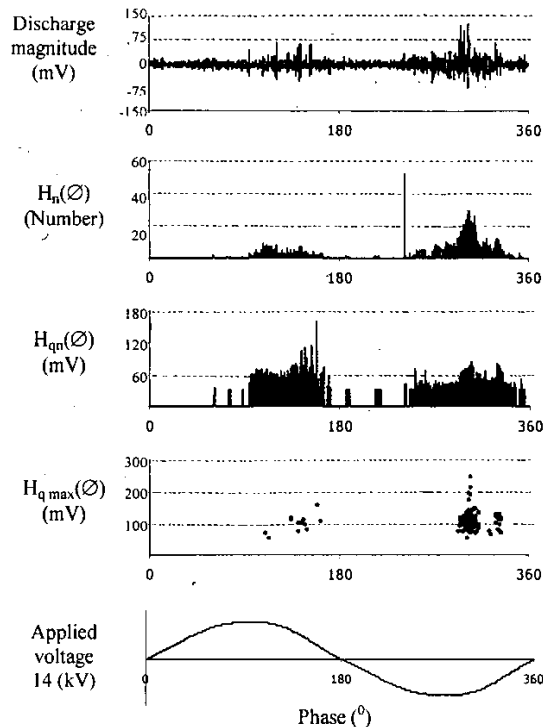 Discharge
magnitude
(mV)
150
75
0
-75
-150
0
180
360
Hn(Ø)
(Number)
60
40
20
0
180
360
Hqn(Ø)
(mV)
180
120
60
0
180
360
Hq max(Ø)
(mV)
300
200
100
0
180
360
Applied
voltage
14 (kV)
0
180
360
Phase (⁰)